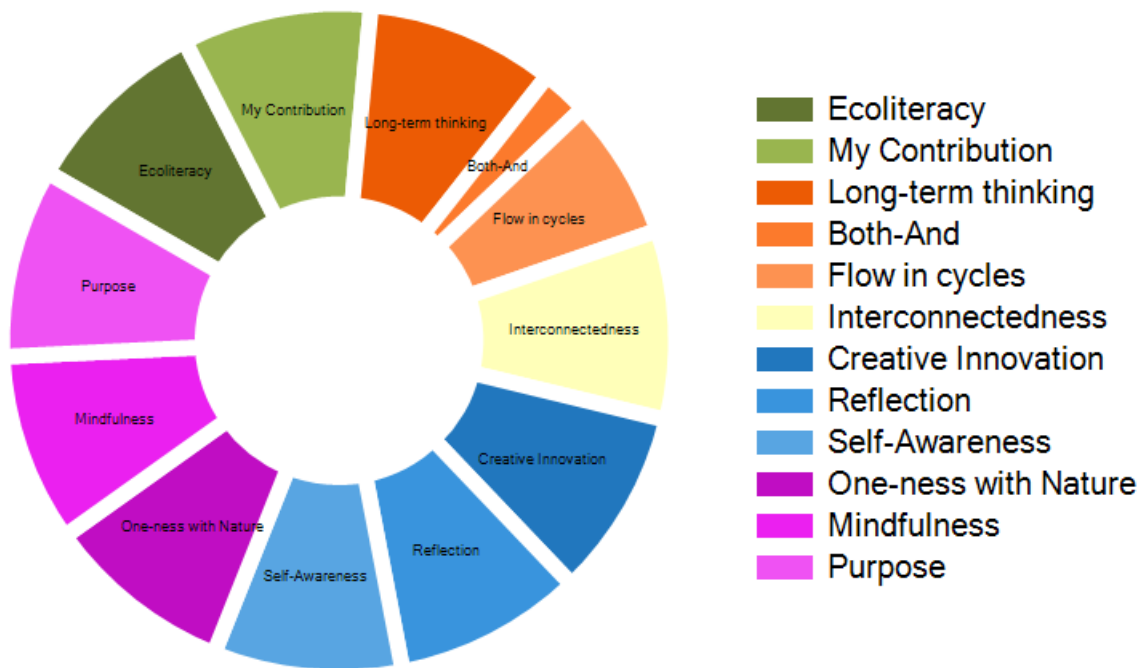 My Contribution
Long-term thinking
Both-And
Ecoliteracy
Flow in cycles
Purpose
Interconnectedness
Mindfulness
Creative Innovation
One-ness with Nature
Reflection
Self-Awareness
Ecoliteracy
My Contribution
Long-term thinking
Both-And
Flow in cycles
Interconnectedness
Creative Innovation
Reflection
Self-Awareness
One-ness with Nature
Mindfulness
Purpose